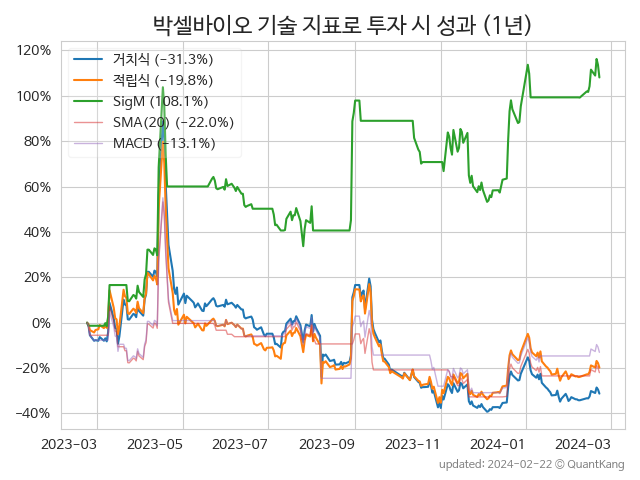 박셀바이오 기술 지표로 투자 시 성과 (1년)
120%
100%
80%
60%
40%
20%
0%
−20%
−40%
거치식 (−31.3%)
적립식 (−19.8%)
SigM (108.1%)
SMA(20) (−22.0%)
MACD (−13.1%)
2023−03
2023−05
2023−07
2023−09
2023−11
2024−01
2024−03
updated: 2024−02−22 © QuantKang